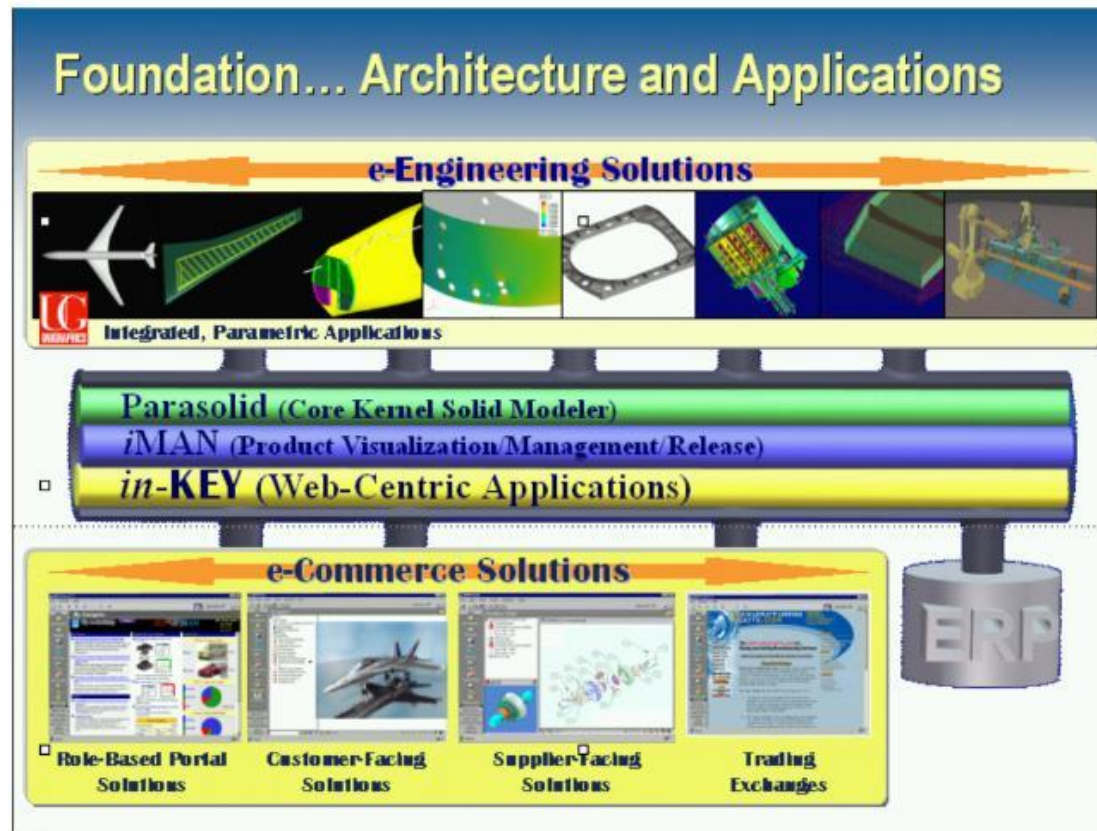 Foundation... Architecture and Applications
e-Engineering Solutions
UG
UNIGRAPHICS
Integrated, Parametric Applications
Parasolid (Core Kernel Solid Modeler)
iMAN (Product Visualization/Management/Release)
in-KEY (Web-Centric Applications)
e-Commerce Solutions
ERP
Role-Based Portal
Solutions
Customer-Facing
Solutions
Supplier-Facing
Solutions
Trading
Exchanges